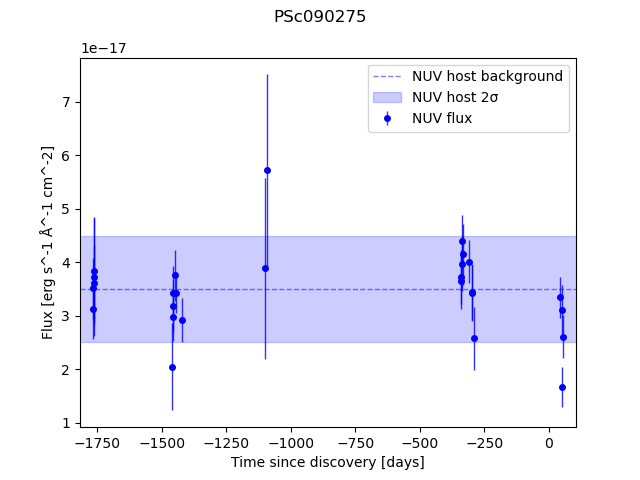 PSc090275
1e−17
NUV host background
NUV host 2σ
NUV flux
7
6
5
4
3
2
1
Flux [erg s^-1 Å^-1 cm^-2]
−1750 −1500 −1250 −1000 −750 −500 −250 0
Time since discovery [days]